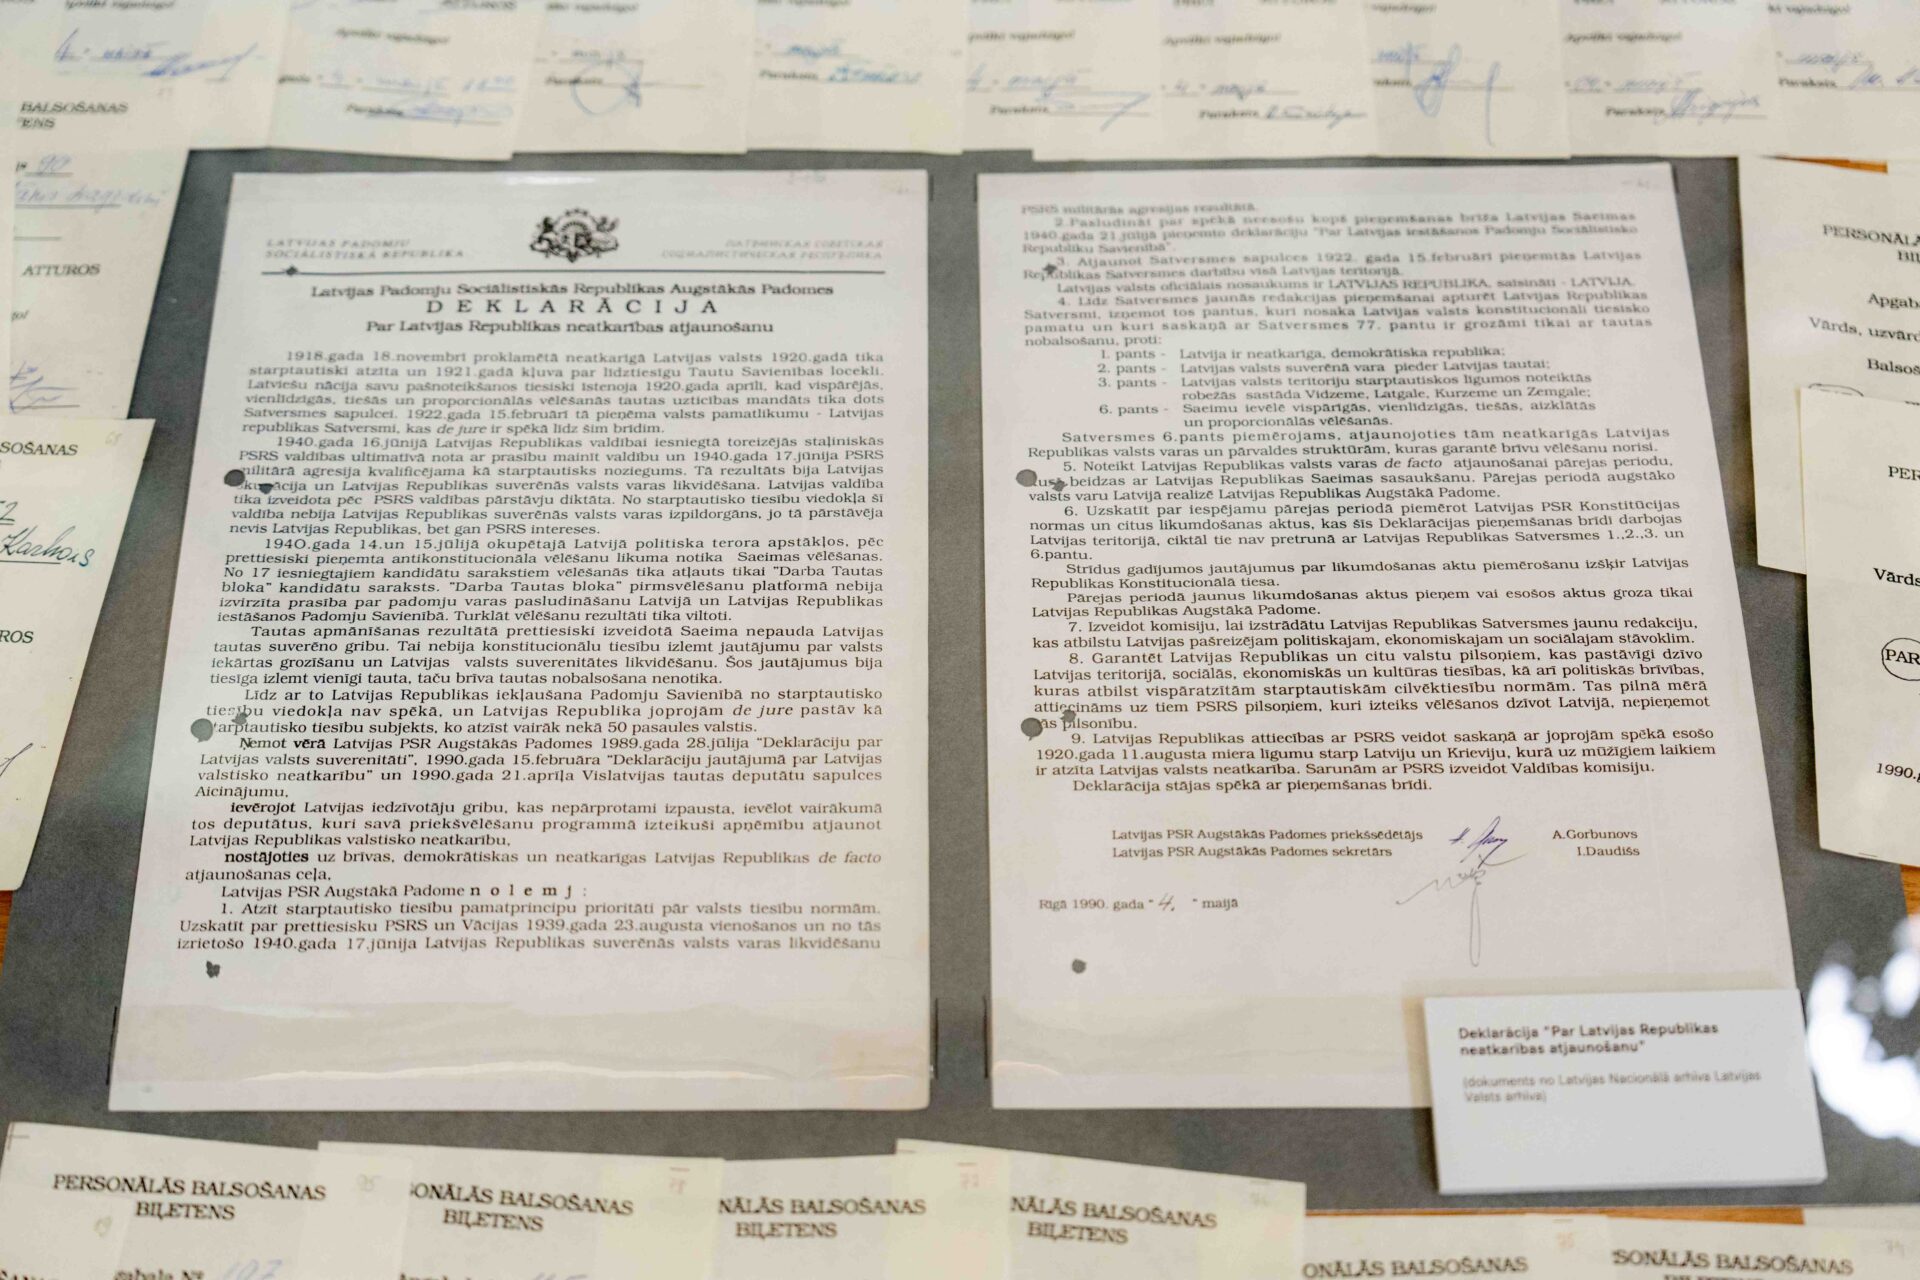 BALSOŠANAS
4. maijā
Paraksts
4. maijā
Paraksts
maijā
Paraksts
BALSOŠANAS
ATTUROS
LATVIJAS PADOMJU
SOCIĀLISTISKĀ REPUBLIKA
ЛАТВИЙСКАЯ СОВЕТСКАЯ
СОЦИАЛИСТИЧЕСКАЯ РЕСПУБЛИКА
Latvijas Padomju Sociālistiskās Republikas Augstākās Padomes
DEKLARĀCIJA
Par Latvijas Republikas neatkarības atjaunošanu
1918.gada 18.novembrī proklamētā neatkarīgā Latvijas valsts 1920.gadā tika
starptautiski atzīta un 1921.gadā kļuva par līdztiesīgu Tautu Savienības locekli.
Latviešu nācija savu pašnoteikšanos tiesiski īstenoja 1920.gada aprīlī, kad vispārējās,
vienlīdzīgās, tiešās un proporcionālās vēlēšanās tautas uzticības mandāts tika dots
Satversmes sapulcei. 1922.gada 15.februārī tā pieņēma valsts pamatlikumu - Latvijas
republikas Satversmi, kas de jure ir spēkā līdz šim brīdim.
1940.gada 16.jūnijā Latvijas Republikas valdībai iesniegtā toreizējās staļiniskās
PSRS valdības ultimatīvā nota ar prasību mainīt valdību un 1940.gada 17.jūnija PSRS
militārā agresija kvalificējama kā starptautisks noziegums. Tā rezultāts bija Latvijas
okupācija un Latvijas Republikas suverēnās valsts varas likvidēšana. Latvijas valdība
tika izveidota pēc PSRS valdības pārstāvju diktāta. No starptautisko tiesību viedokļa šī
valdība nebija Latvijas Republikas suverēnās valsts varas izpildorgāns, jo tā pārstāvēja
nevis Latvijas Republikas, bet gan PSRS intereses.
1940.gada 14.un 15.jūlijā okupētajā Latvijā politiska terora apstākļos, pēc
prettiesiski pieņemta antikonstitucionāla vēlēšanu likuma notika Saeimas vēlēšanas.
No 17 iesniegtajiem kandidātu sarakstiem vēlēšanās tika atļauts tikai "Darba Tautas
bloka" kandidātu saraksts. "Darba Tautas bloka" pirmsvēlēšanu platformā nebija
izvirzīta prasība par padomju varas pasludināšanu Latvijā un Latvijas Republikas
iestāšanos Padomju Savienībā. Turklāt vēlēšanu rezultāti tika viltoti.
Tautas apmānīšanas rezultātā prettiesiski izveidotā Saeima nepauda Latvijas
tautas suverēno gribu. Tai nebija konstitucionālu tiesību izlemt jautājumu par valsts
iekārtas grozīšanu un Latvijas valsts suverenitātes likvidēšanu. Šos jautājumus bija
tiesīga izlemt vienīgi tauta, taču brīva tautas nobalsošana nenotika.
Līdz ar to Latvijas Republikas iekļaušana Padomju Savienībā no starptautisko
tiesību viedokļa nav spēkā, un Latvijas Republika joprojām de jure pastāv kā
starptautisko tiesību subjekts, ko atzīst vairāk nekā 50 pasaules valstis.
Ņemot vērā Latvijas PSR Augstākās Padomes 1989.gada 28.jūlija "Deklarāciju par
Latvijas valsts suverenitāti", 1990.gada 15.februāra "Deklarāciju jautājumā par Latvijas
valstisko neatkarību" un 1990.gada 21.aprīļa Vislatvijas tautas deputātu sapulces
Aicinājumu,
ievērojot Latvijas iedzīvotāju gribu, kas nepārprotami izpausta, ievēlot vairākumā
tos deputātus, kuri savā priekšvēlēšanu programmā izteikuši apņēmību atjaunot
Latvijas Republikas valstisko neatkarību,
nostājoties uz brīvas, demokrātiskas un neatkarīgas Latvijas Republikas de facto
atjaunošanas ceļa,
Latvijas PSR Augstākā Padome n o l e m j :
1. Atzīt starptautisko tiesību pamatprincipu prioritāti pār valsts tiesību normām.
Uzskatīt par prettiesisku PSRS un Vācijas 1939.gada 23.augusta vienošanos un no tās
izrietošo 1940.gada 17.jūnija Latvijas Republikas suverēnās valsts varas likvidēšanu
PSRS militārās agresijas rezultātā.
2.Pasludināt par spēkā neesošu kopš pieņemšanas brīža Latvijas Saeimas
1940.gada 21.jūlijā pieņemto deklarāciju "Par Latvijas iestāšanos Padomju Sociālistisko
Republiku Savienībā".
3. Atjaunot Satversmes sapulces 1922. gada 15.februārī pieņemtās Latvijas
Republikas Satversmes darbību visā Latvijas teritorijā.
Latvijas valsts oficiālais nosaukums ir LATVIJAS REPUBLIKA, saīsināti - LATVIJA.
4. Līdz Satversmes jaunās redakcijas pieņemšanai apturēt Latvijas Republikas
Satversmi, izņemot tos pantus, kuri nosaka Latvijas valsts konstitucionāli tiesisko
pamatu un kuri saskaņā ar Satversmes 77. pantu ir grozāmi tikai ar tautas
nobalsošanu, proti:
1. pants - Latvija ir neatkarīga, demokrātiska republika;
2. pants - Latvijas valsts suverēnā vara pieder Latvijas tautai;
3. pants - Latvijas valsts teritoriju starptautiskos līgumos noteiktās
robežās sastāda Vidzeme, Latgale, Kurzeme un Zemgale;
6. pants - Saeimu ievēlē vispārīgās, vienlīdzīgās, tiešās, aizklātās
un proporcionālās vēlēšanās.
Satversmes 6.pants piemērojams, atjaunojoties tām neatkarīgās Latvijas
Republikas valsts varas un pārvaldes struktūrām, kuras garantē brīvu vēlēšanu norisi.
5. Noteikt Latvijas Republikas valsts varas de facto atjaunošanai pārejas periodu,
kurš beidzas ar Latvijas Republikas Saeimas sasaukšanu. Pārejas periodā augstāko
valsts varu Latvijā realizē Latvijas Republikas Augstākā Padome.
6. Uzskatīt par iespējamu pārejas periodā piemērot Latvijas PSR Konstitūcijas
normas un citus likumdošanas aktus, kas šīs Deklarācijas pieņemšanas brīdī darbojas
Latvijas teritorijā, ciktāl tie nav pretrunā ar Latvijas Republikas Satversmes 1.,2.,3. un
6.pantu.
Strīdus gadījumos jautājumus par likumdošanas aktu piemērošanu izšķir Latvijas
Republikas Konstitucionālā tiesa.
Pārejas periodā jaunus likumdošanas aktus pieņem vai esošos aktus groza tikai
Latvijas Republikas Augstākā Padome.
7. Izveidot komisiju, lai izstrādātu Latvijas Republikas Satversmes jaunu redakciju,
kas atbilstu Latvijas pašreizējam politiskajam, ekonomiskajam un sociālajam stāvoklim.
8. Garantēt Latvijas Republikas un citu valstu pilsoņiem, kas pastāvīgi dzīvo
Latvijas teritorijā, sociālās, ekonomiskās un kultūras tiesības, kā arī politiskās brīvības,
kuras atbilst vispāratzītām starptautiskām cilvēktiesību normām. Tas pilnā mērā
attiecināms uz tiem PSRS pilsoņiem, kuri izteiks vēlēšanos dzīvot Latvijā, nepieņemot
tās pilsonību.
9. Latvijas Republikas attiecības ar PSRS veidot saskaņā ar joprojām spēkā esošo
1920.gada 11.augusta miera līgumu starp Latviju un Krieviju, kurā uz mūžīgiem laikiem
ir atzīta Latvijas valsts neatkarība. Sarunām ar PSRS izveidot Valdības komisiju.
Deklarācija stājas spēkā ar pieņemšanas brīdi.
Latvijas PSR Augstākās Padomes priekšsēdētājs A.Gorbunovs
Latvijas PSR Augstākās Padomes sekretārs I.Daudišs
Rīgā 1990. gada "4." maijā
Deklarācija "Par Latvijas Republikas
neatkarības atjaunošanu"
(dokuments no Latvijas Nacionālā arhīva Latvijas
Valsts arhīva)
PERSONĀLĀS BALSOŠANAS
BIĻETENS
ONĀLĀS BALSOŠANAS
BIĻETENS
NĀLĀS BALSOŠANAS
BIĻETENS
NĀLĀS BALSOŠANAS
BIĻETENS
ONĀLĀS BALSOŠANAS
SONĀLĀS BALSOŠANAS